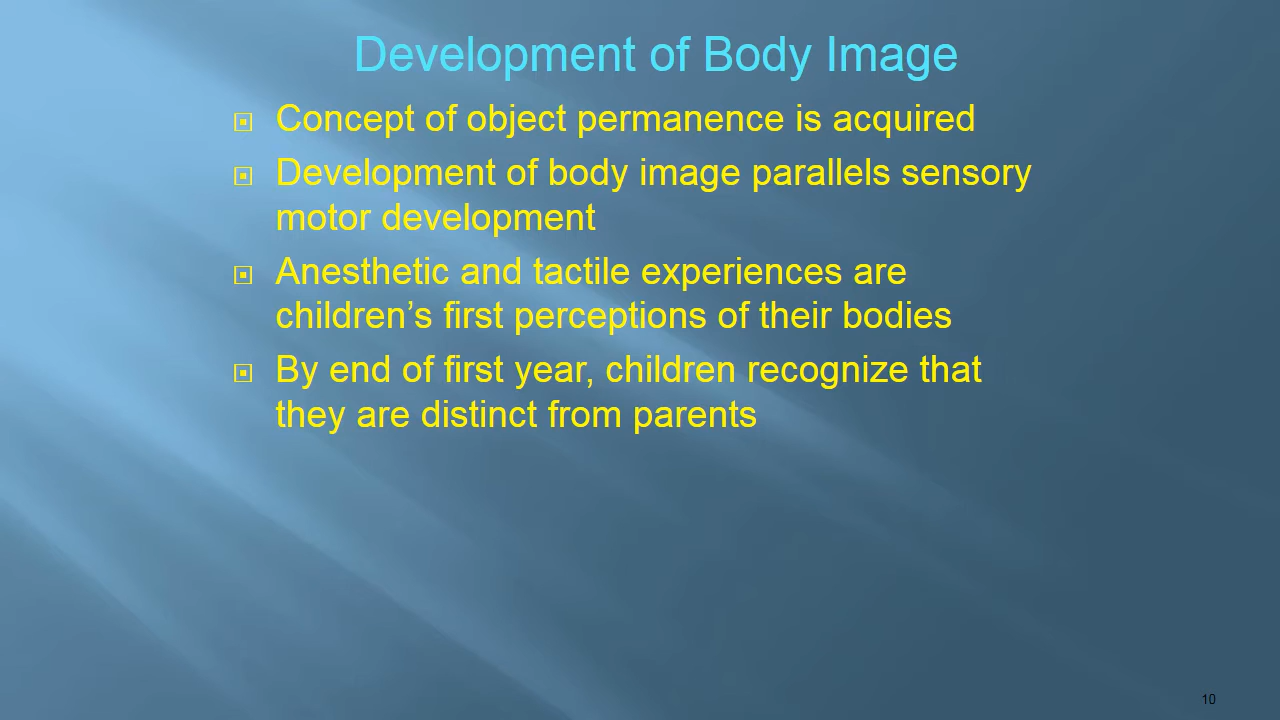 Development of Body Image
Concept of object permanence is acquired
Development of body image parallels sensory
motor development
Anesthetic and tactile experiences are
children’s first perceptions of their bodies
By end of first year, children recognize that
they are distinct from parents
10